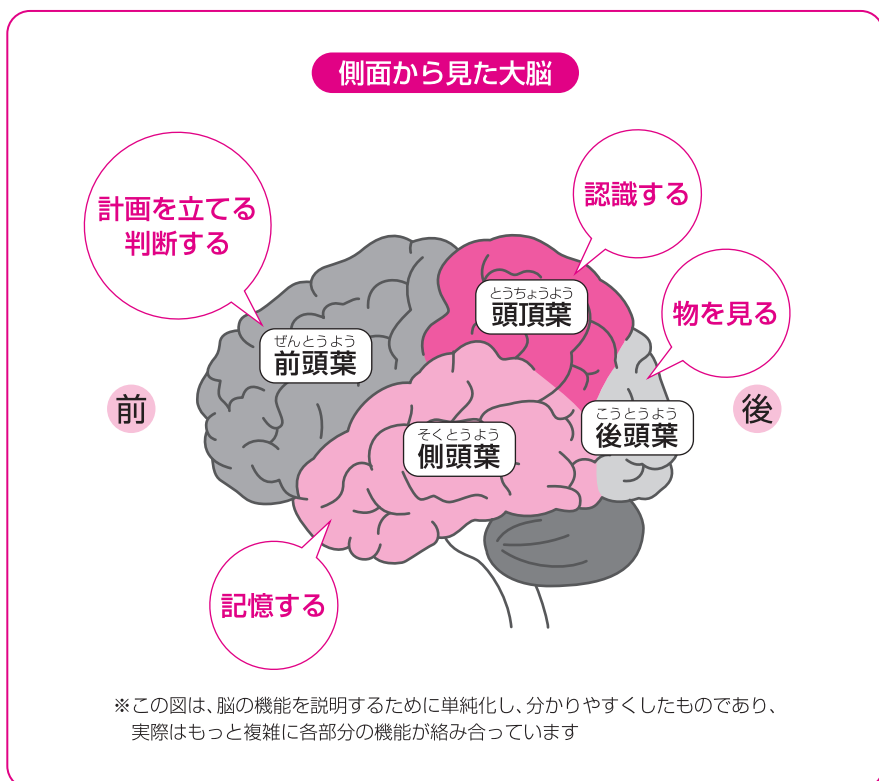 側面から見た大脳
計画を立てる
判断する
認識する
物を見る
とうちょうよう
頭頂葉
ぜんとうよう
前頭葉
前
後
こうとうよう
後頭葉
そくとうよう
側頭葉
記憶する
※この図は、脳の機能を説明するために単純化し、分かりやすくしたものであり、
実際はもっと複雑に各部分の機能が絡み合っています